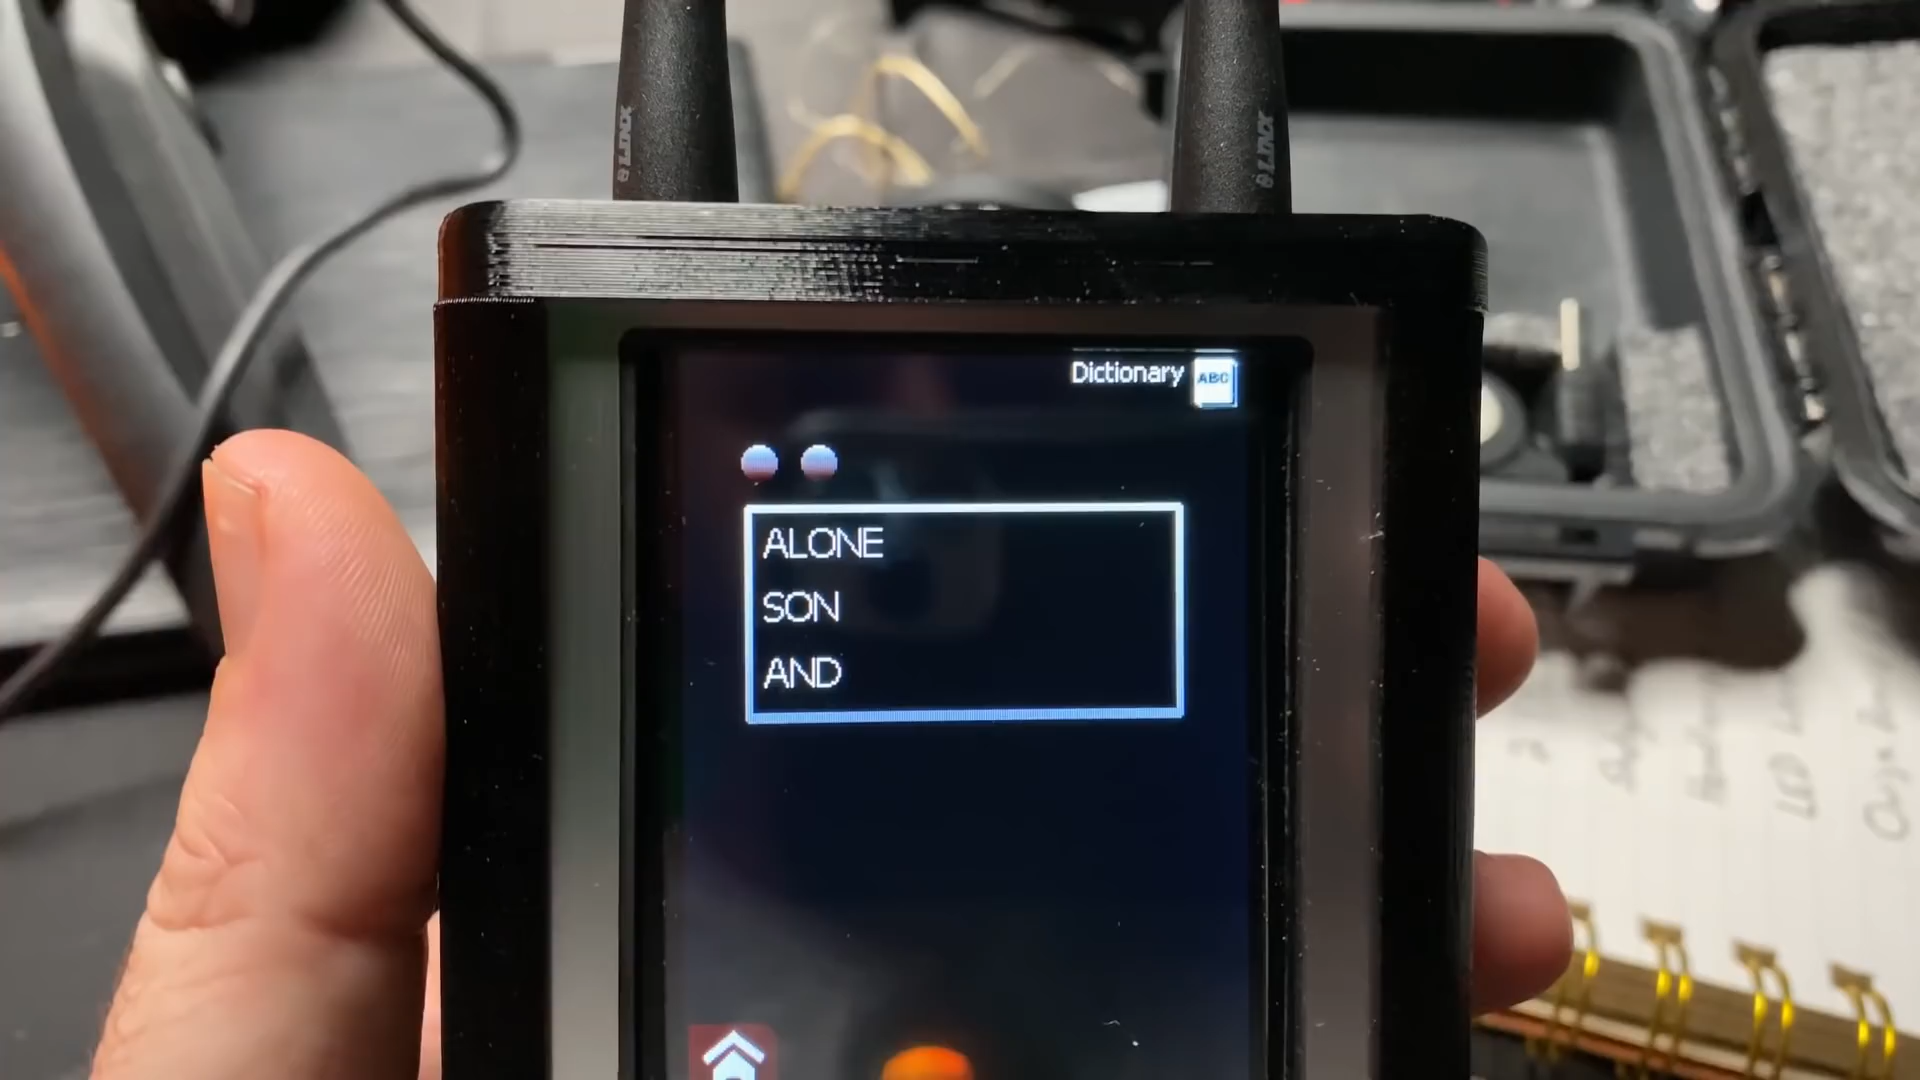 LINX
LINX
Dictionary
ABC
ALONE
SON
AND